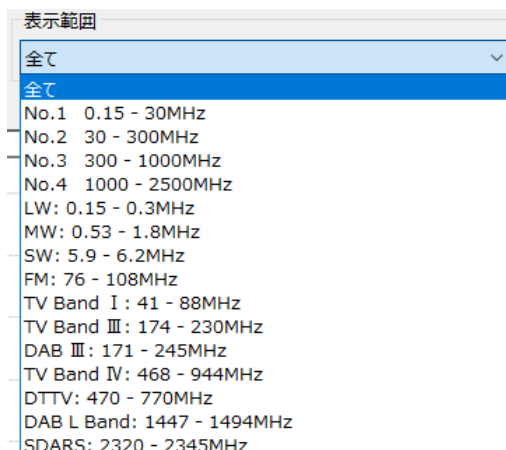 表示範囲
全て
全て
No.1 0.15 - 30MHz
No.2 30 - 300MHz
No.3 300 - 1000MHz
No.4 1000 - 2500MHz
LW: 0.15 - 0.3MHz
MW: 0.53 - 1.8MHz
SW: 5.9 - 6.2MHz
FM: 76 - 108MHz
TV Band Ⅰ: 41 - 88MHz
TV Band Ⅲ: 174 - 230MHz
DAB Ⅲ: 171 - 245MHz
TV Band Ⅳ: 468 - 944MHz
DTTV: 470 - 770MHz
DAB L Band: 1447 - 1494MHz
SDARS: 2320 - 2345MHz